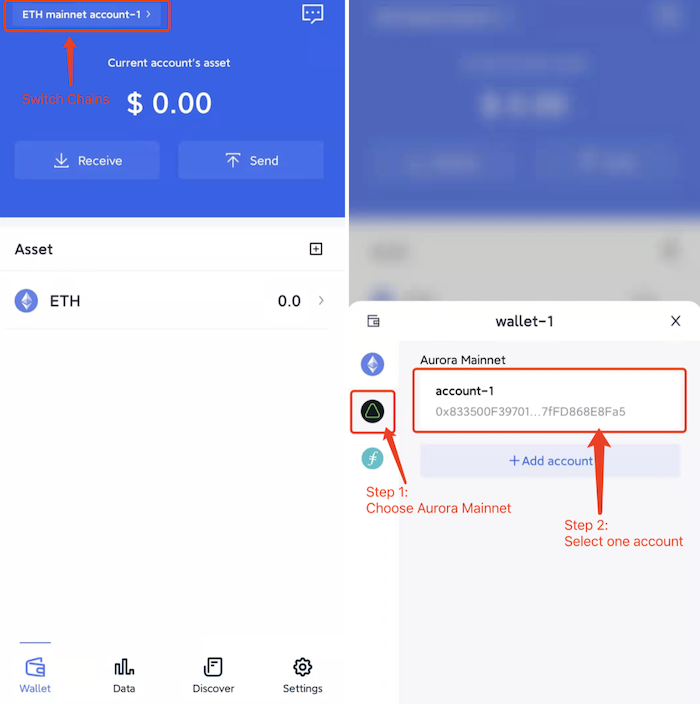 ETH mainnet account-1 >
Current account's asset
Switch Chains
$ 0.00
Receive
Send
Asset
ETH
0.0
Wallet
Data
Discover
Settings
wallet-1
Aurora Mainnet
account-1
0x833500F39701...7fFD868E8Fa5
+ Add account
Step 1:
Choose Aurora Mainnet
Step 2:
Select one account